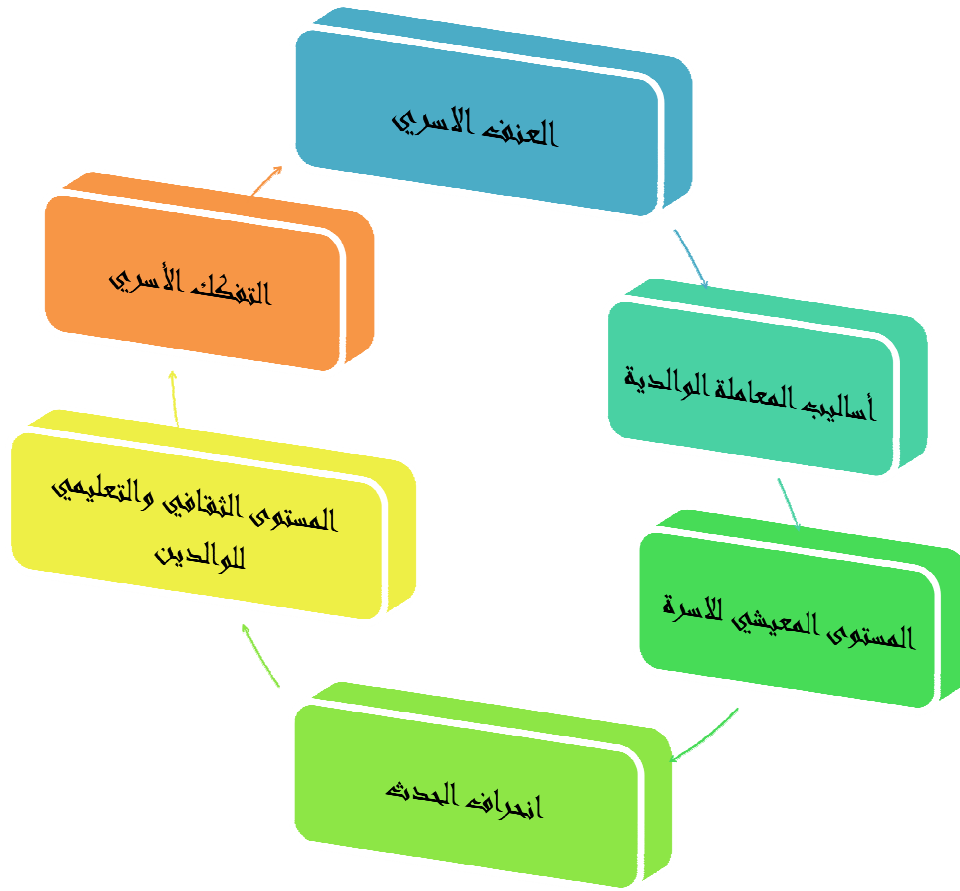 العنف الاسري
التفكك الأسري
أساليب المعاملة الوالدية
المستوى الثقافي والتعليمي
للوالدين
المستوى المعيشي للاسرة
انحراف الحدث